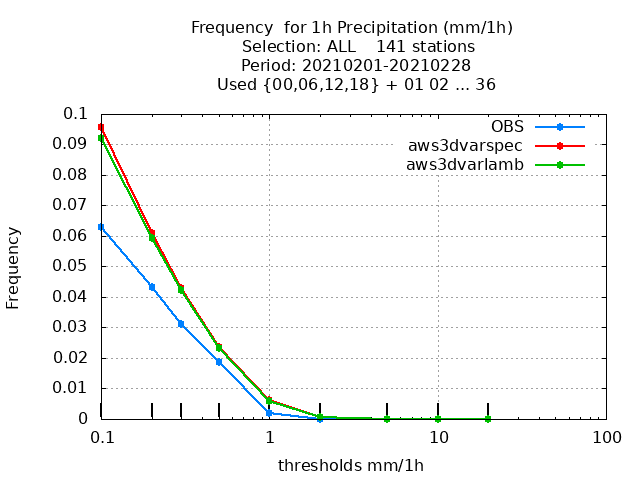 Frequency  for 1h Precipitation (mm/1h)
Selection: ALL    141 stations
Period: 20210201-20210228
Used {00,06,12,18} + 01 02 ... 36
OBS
aws3dvarspec
aws3dvarlamb
Frequency
0.1
0.09
0.08
0.07
0.06
0.05
0.04
0.03
0.02
0.01
0
0.1 1 10 100
thresholds mm/1h